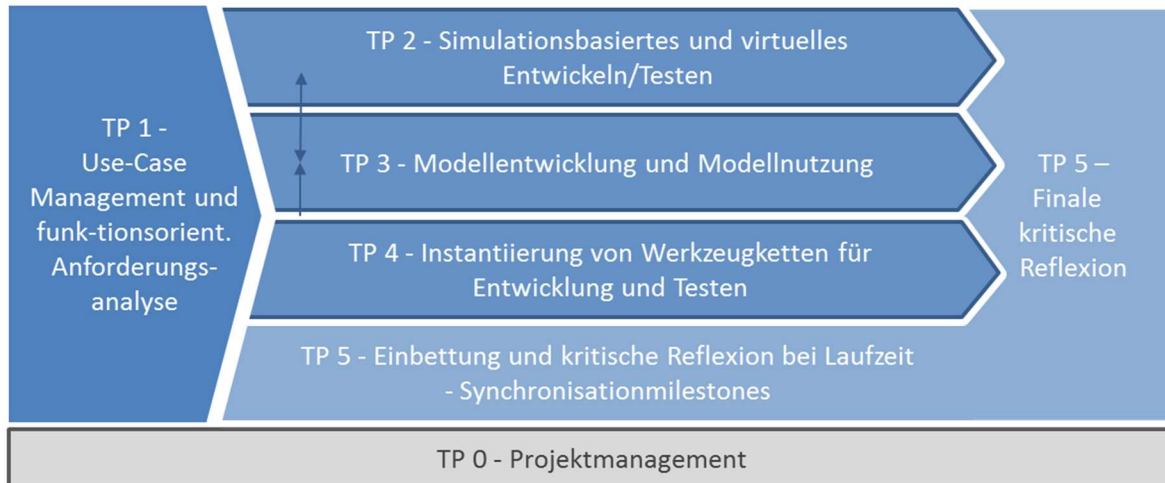 TP 1 -
Use-Case
Management und
funk-tionsorient.
Anforderungs-
analyse
TP 2 - Simulationsbasiertes und virtuelles
Entwickeln/Testen
TP 3 - Modellentwicklung und Modellnutzung
TP 4 - Instantiierung von Werkzeugketten für
Entwicklung und Testen
TP 5 - Einbettung und kritische Reflexion bei Laufzeit
- Synchronisationmilestones
TP 5 –
Finale
kritische
Reflexion
TP 0 - Projektmanagement